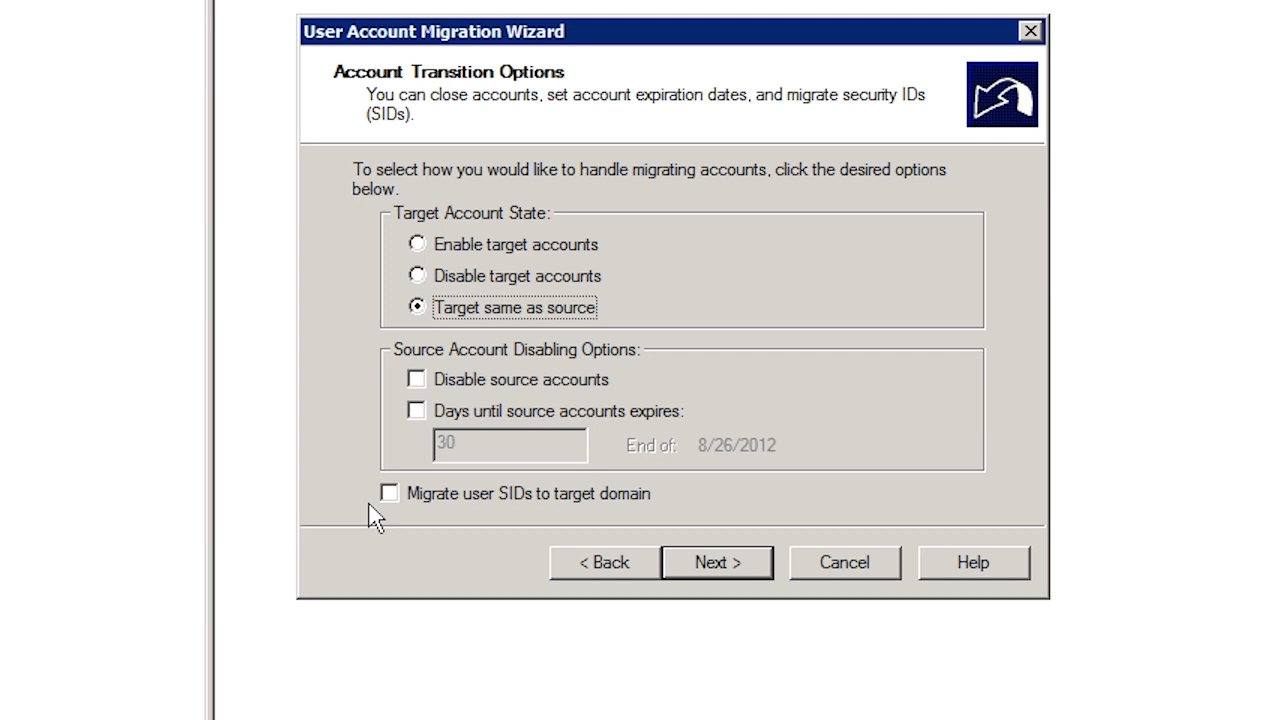 User Account Migration Wizard
Account Transition Options
You can close accounts, set account expiration dates, and migrate security IDs
(SIDs).
To select how you would like to handle migrating accounts, click the desired options
below.
Target Account State:
Enable target accounts
Disable target accounts
Target same as source
Source Account Disabling Options:
Disable source accounts
Days until source accounts expires:
30 End of: 8/26/2012
Migrate user SIDs to target domain
< Back Next > Cancel Help